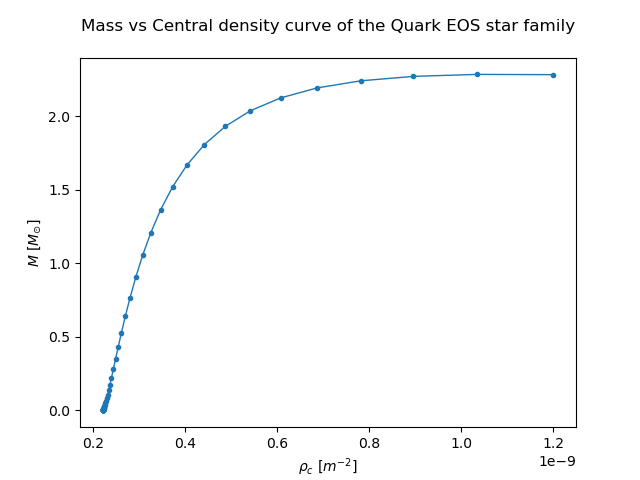 Mass vs Central density curve of the Quark EOS star family
2.0
1.5
1.0
0.5
0.0
M [M☉]
0.2 0.4 0.6 0.8 1.0 1.2
1e−9
ρc [m⁻²]